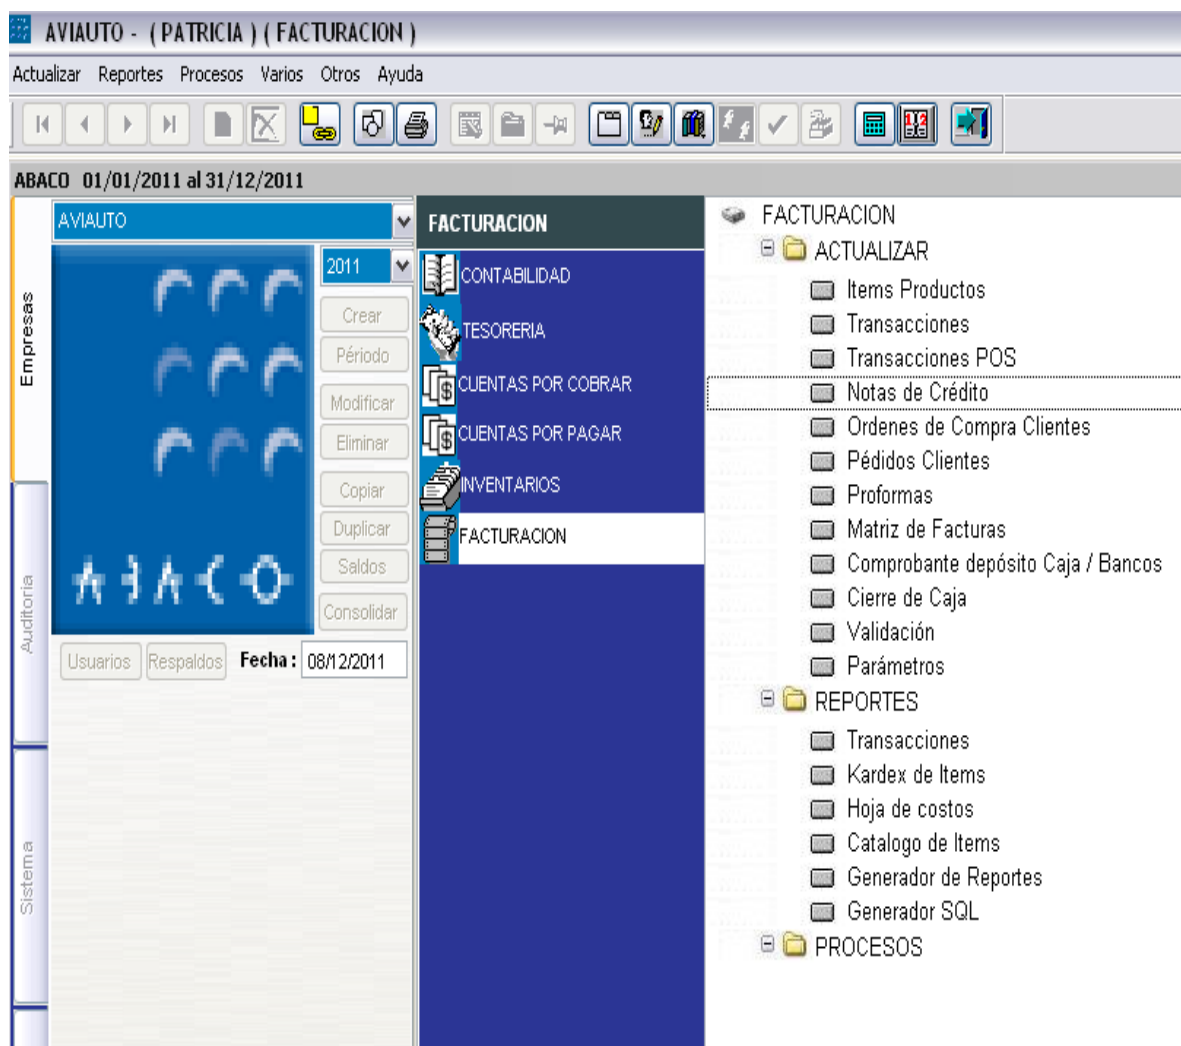 AVIAUTO - ( PATRICIA ) ( FACTURACION )
Actualizar Reportes Procesos Varios Otros Ayuda
ABACO 01/01/2011 al 31/12/2011
Empresas
Auditoria
Sistema
AVIAUTO
2011
Crear
Période
Modificar
Eliminar
Copiar
Duplicar
Saldos
Consolidar
ABACO
Usuarios Respaldos Fecha : 08/12/2011
FACTURACION
CONTABILIDAD
TESORERIA
CUENTAS POR COBRAR
CUENTAS POR PAGAR
INVENTARIOS
FACTURACION
FACTURACION
ACTUALIZAR
Items Productos
Transacciones
Transacciones POS
Notas de Crédito
Ordenes de Compra Clientes
Pédidos Clientes
Proformas
Matriz de Facturas
Comprobante depósito Caja / Bancos
Cierre de Caja
Validación
Parámetros
REPORTES
Transacciones
Kardex de Items
Hoja de costos
Catalogo de Items
Generador de Reportes
Generador SQL
PROCESOS